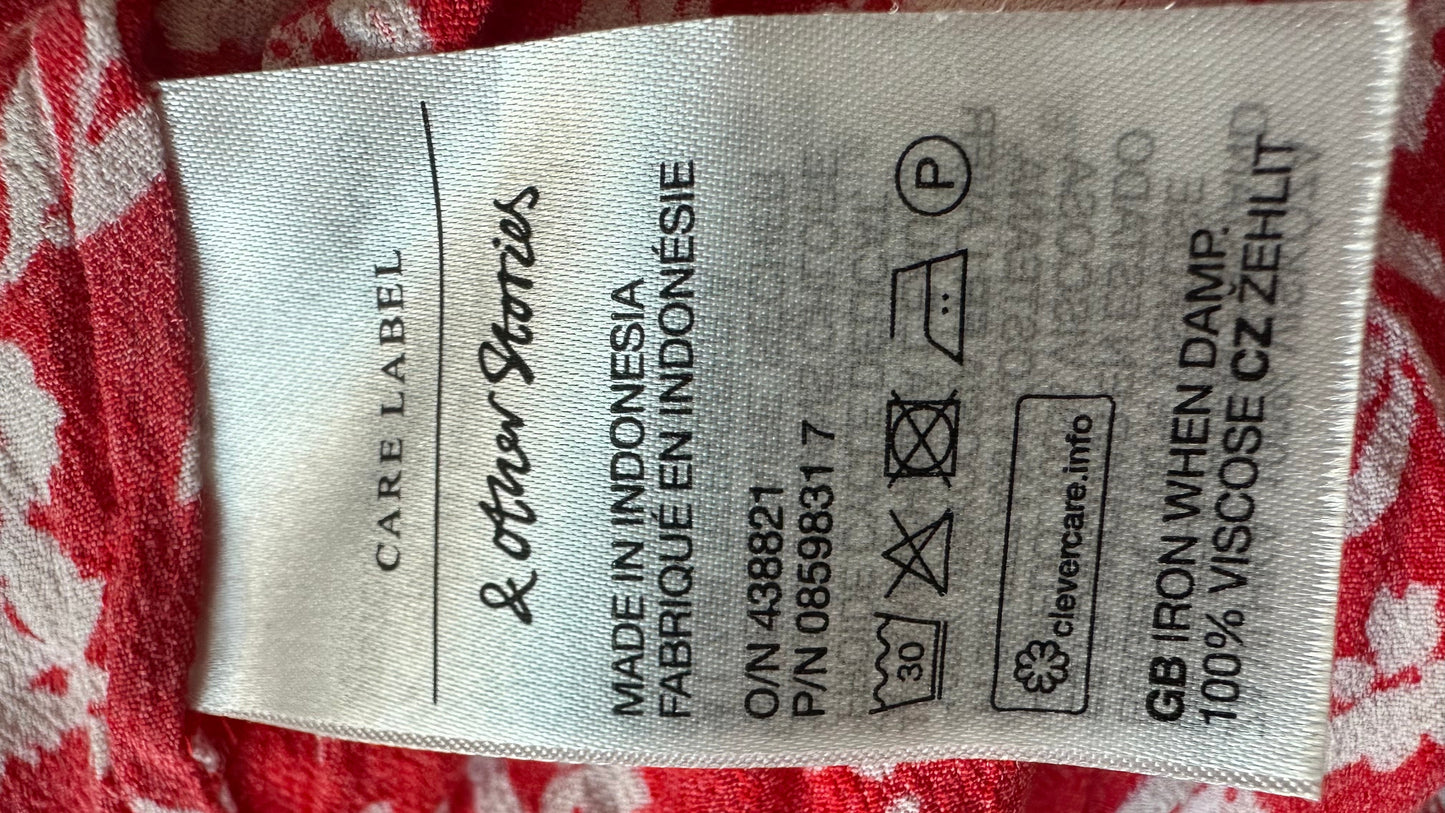 CARE LABEL
& Other Stories
MADE IN INDONESIA
FABRIQUÉ EN INDONÉSIE
O/N 438821
P/N 0859831 7
30 P
clevercare.info
GB IRON WHEN DAMP.
100% VISCOSE CZ ŽEHLIT